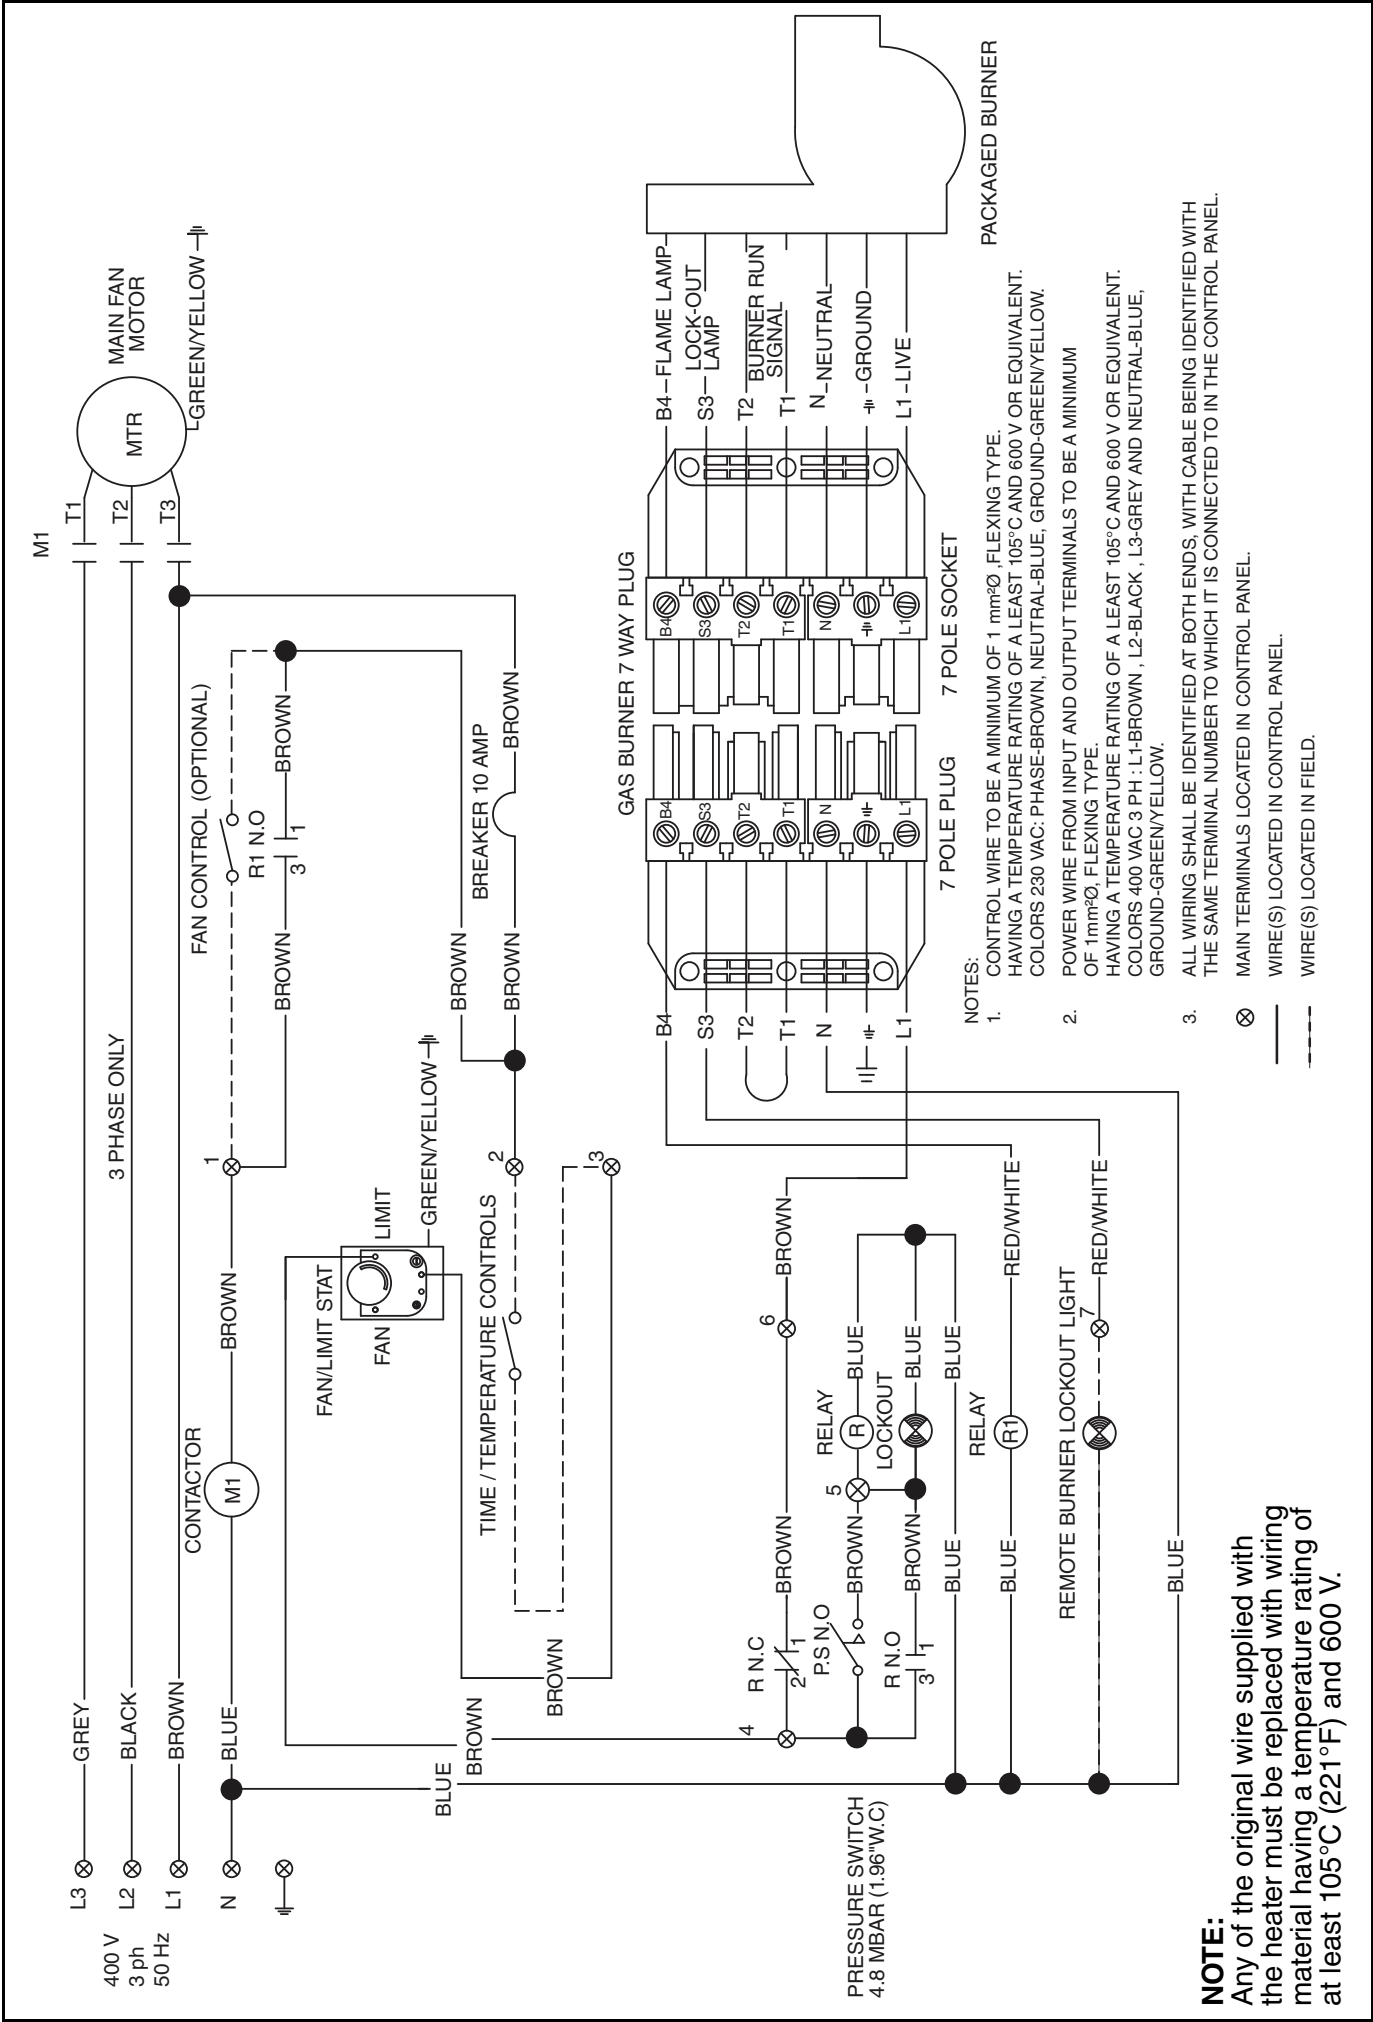 400 V
3 ph
50 Hz
L3
L2
L1
N
GREY
BLACK
BROWN
BLUE
3 PHASE ONLY
M1
T1
T2
T3
MTR
MAIN FAN
MOTOR
GREEN/YELLOW
CONTACTOR
M1
BROWN
1
FAN CONTROL (OPTIONAL)
R1 N.O
BROWN
3
1
BROWN
FAN/LIMIT STAT
FAN
LIMIT
GREEN/YELLOW
BROWN
BROWN
BREAKER 10 AMP
BROWN
TIME / TEMPERATURE CONTROLS
2
3
BROWN
BROWN
BLUE
GAS BURNER 7 WAY PLUG
B4
S3
T2
T1
N
L1
B4
S3
T2
T1
N
L1
B4
S3
T2
T1
N
L1
7 POLE PLUG
7 POLE SOCKET
B4
FLAME LAMP
S3
LOCK-OUT
LAMP
T2
BURNER RUN
SIGNAL
T1
N
NEUTRAL
GROUND
L1
LIVE
PACKAGED BURNER
4
R N.C
2
1
BROWN
6
BROWN
P.S N.O
BROWN
5
RELAY
R
BLUE
R N.O
3
1
BROWN
LOCKOUT
BLUE
BLUE
BLUE
BLUE
RELAY
R1
RED/WHITE
REMOTE BURNER LOCKOUT LIGHT
7
RED/WHITE
BLUE
PRESSURE SWITCH
4.8 MBAR (1.96"W.C)
NOTES:
1. CONTROL WIRE TO BE A MINIMUM OF 1 mm²Ø ,FLEXING TYPE.
HAVING A TEMPERATURE RATING OF A LEAST 105°C AND 600 V OR EQUIVALENT.
COLORS 230 VAC: PHASE-BROWN, NEUTRAL-BLUE, GROUND-GREEN/YELLOW.
2. POWER WIRE FROM INPUT AND OUTPUT TERMINALS TO BE A MINIMUM
OF 1mm²Ø, FLEXING TYPE.
HAVING A TEMPERATURE RATING OF A LEAST 105°C AND 600 V OR EQUIVALENT.
COLORS 400 VAC 3 PH : L1-BROWN , L2-BLACK , L3-GREY AND NEUTRAL-BLUE,
GROUND-GREEN/YELLOW.
3. ALL WIRING SHALL BE IDENTIFIED AT BOTH ENDS, WITH CABLE BEING IDENTIFIED WITH
THE SAME TERMINAL NUMBER TO WHICH IT IS CONNECTED TO IN THE CONTROL PANEL.
MAIN TERMINALS LOCATED IN CONTROL PANEL.
WIRE(S) LOCATED IN CONTROL PANEL.
WIRE(S) LOCATED IN FIELD.
NOTE:
Any of the original wire supplied with
the heater must be replaced with wiring
material having a temperature rating of
at least 105°C (221°F) and 600 V.